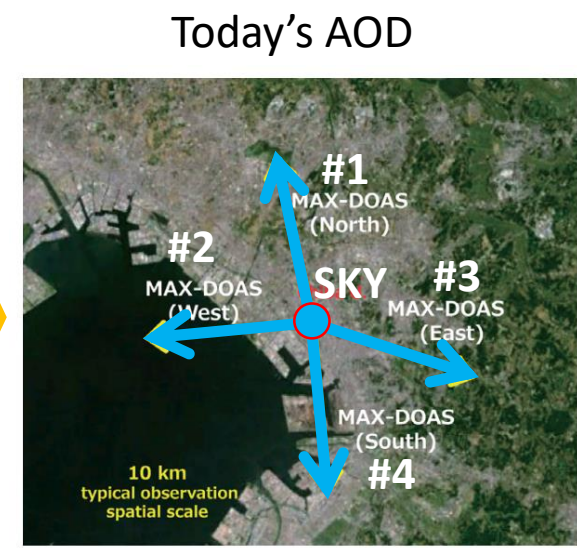 Today's AOD
#1
MAX-DOAS
(North)
#2
MAX-DOAS
(West)
SKY
#3
MAX-DOAS
(East)
MAX-DOAS
(South)
#4
10 km
typical observation
spatial scale